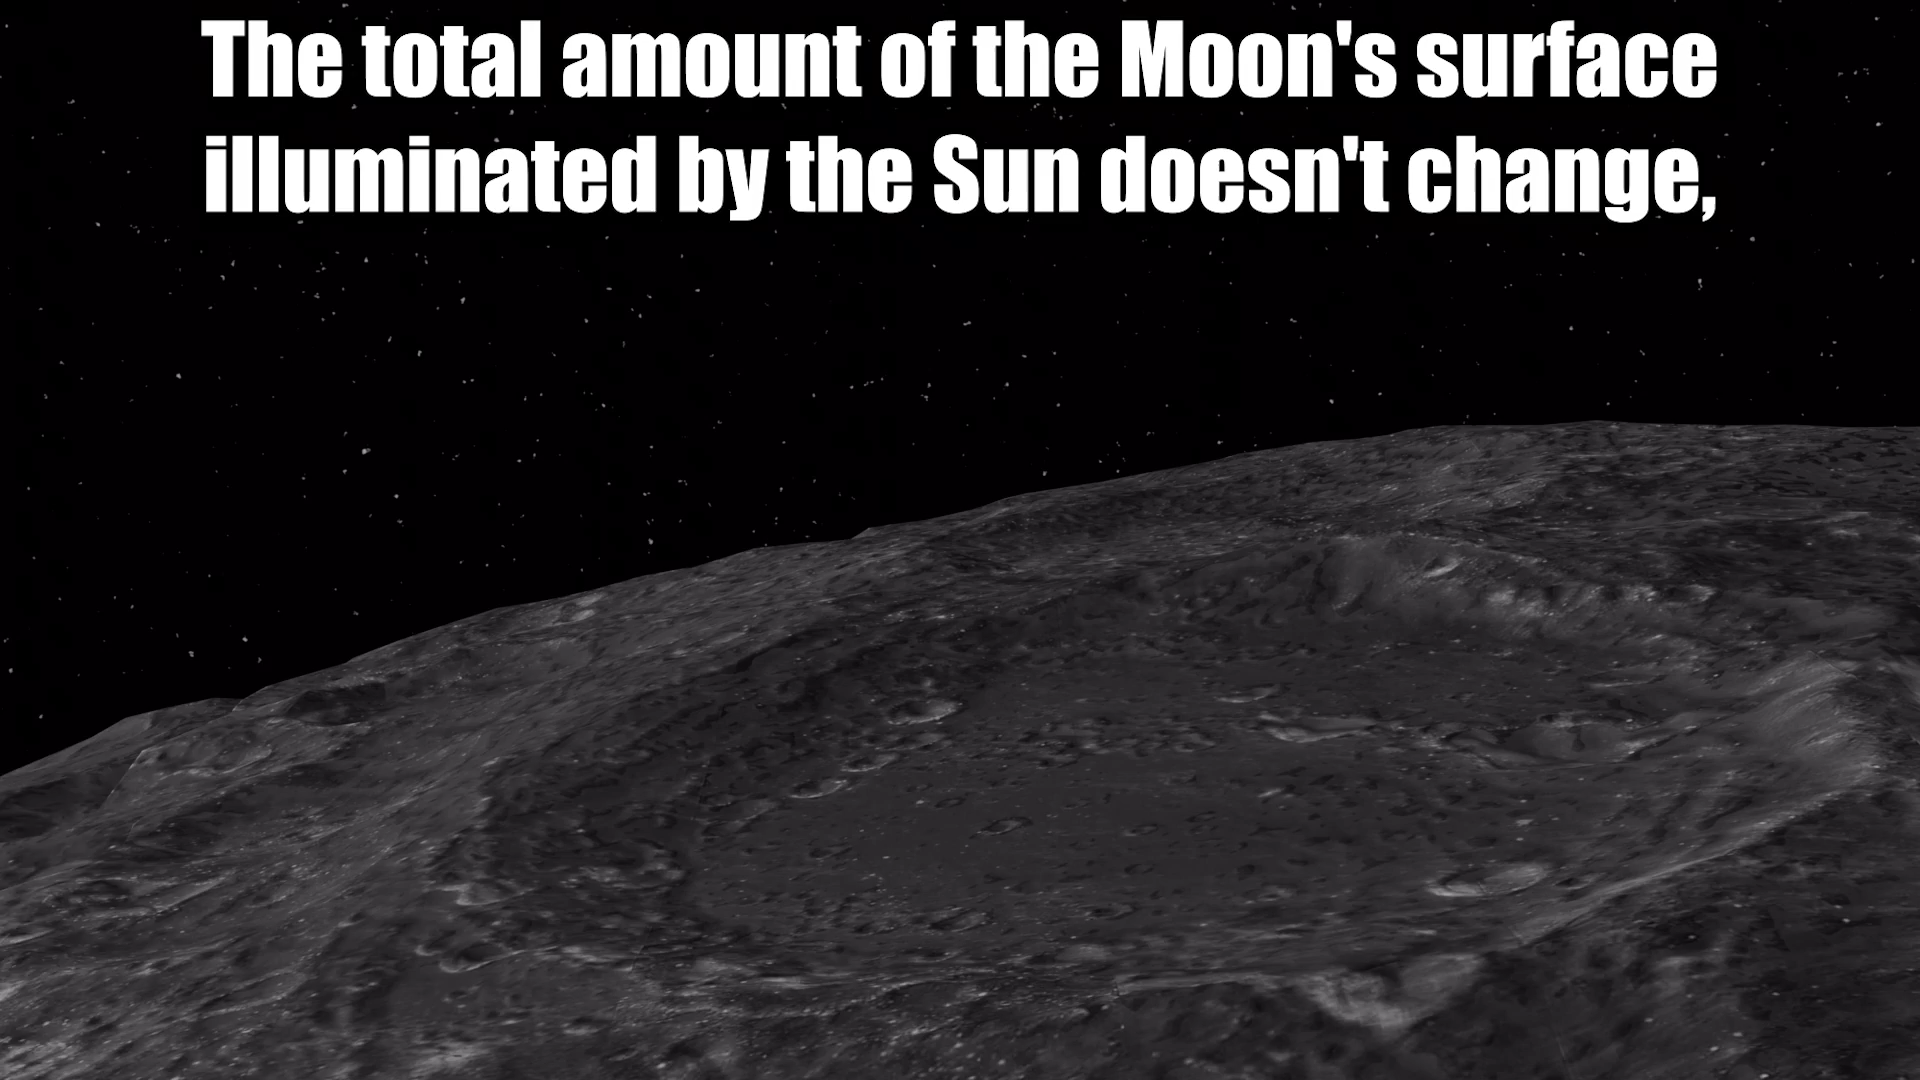 The total amount of the Moon's surface
illuminated by the Sun doesn't change,